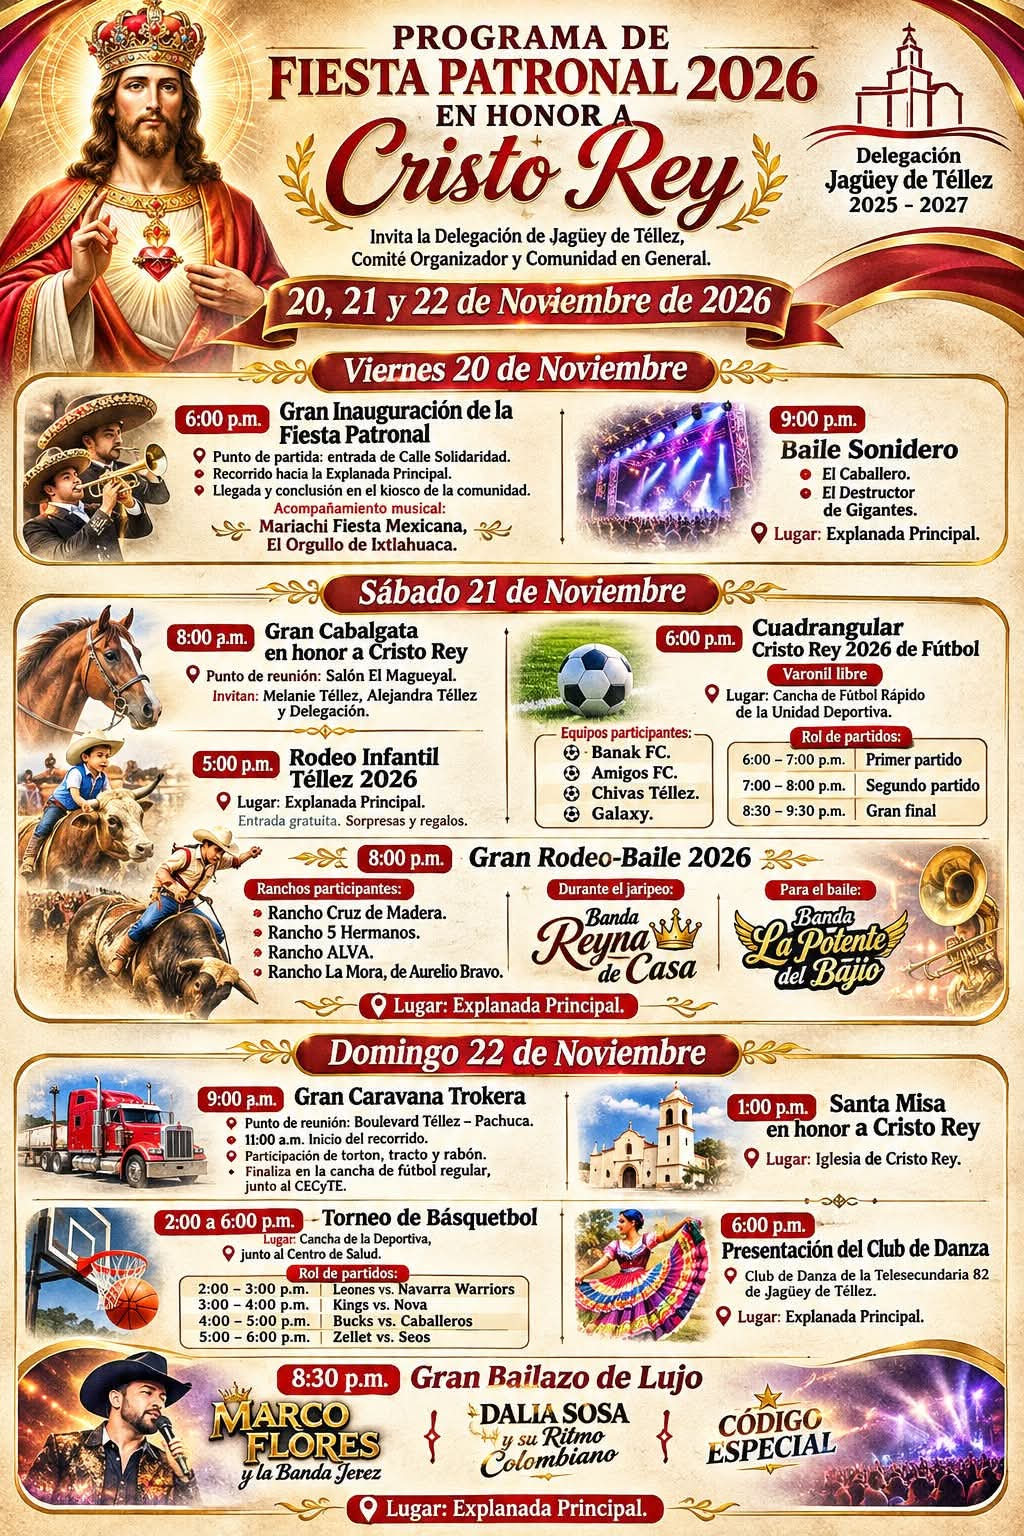 PROGRAMA DE
FIESTA PATRONAL 2026
EN HONOR A
Cristo Rey
Invita la Delegación de Jagüey de Téllez,
Comité Organizador y Comunidad en General.
Delegación
Jagüey de Téllez
2025 - 2027
20, 21 y 22 de Noviembre de 2026
Viernes 20 de Noviembre
6:00 p.m.
Gran Inauguración de la
Fiesta Patronal
Punto de partida: entrada de Calle Solidaridad.
Recorrido hacia la Explanada Principal.
Llegada y conclusión en el kiosco de la comunidad.
Acompañamiento musical:
Mariachi Fiesta Mexicana,
El Orgullo de Ixtlahuaca.
9:00 p.m.
Baile Sonidero
El Caballero.
El Destructor
de Gigantes.
Lugar: Explanada Principal.
Sábado 21 de Noviembre
8:00 a.m.
Gran Cabalgata
en honor a Cristo Rey
Punto de reunión: Salón El Magueyal.
Invitan: Melanie Téllez, Alejandra Téllez
y Delegación.
5:00 p.m.
Rodeo Infantil
Téllez 2026
Lugar: Explanada Principal.
Entrada gratuita. Sorpresas y regalos.
6:00 p.m.
Cuadrangular
Cristo Rey 2026 de Fútbol
Varonil libre
Lugar: Cancha de Fútbol Rápido
de la Unidad Deportiva.
Equipos participantes:
Banak FC.
Amigos FC.
Chivas Téllez.
Galaxy.
Rol de partidos:
6:00 – 7:00 p.m. Primer partido
7:00 – 8:00 p.m. Segundo partido
8:30 – 9:30 p.m. Gran final
8:00 p.m.
Gran Rodeo-Baile 2026
Ranchos participantes:
Rancho Cruz de Madera.
Rancho 5 Hermanos.
Rancho ALVA.
Rancho La Mora, de Aurelio Bravo.
Durante el jaripeo:
Banda
Reyna
de Casa
Para el baile:
Banda
La Potente
del Bajío
Lugar: Explanada Principal.
Domingo 22 de Noviembre
9:00 a.m.
Gran Caravana Trokera
Punto de reunión: Boulevard Téllez – Pachuca.
11:00 a.m. Inicio del recorrido.
Participación de torton, tracto y rabón.
Finaliza en la cancha de fútbol regular,
junto al CECyTE.
1:00 p.m.
Santa Misa
en honor a Cristo Rey
Lugar: Iglesia de Cristo Rey.
2:00 a 6:00 p.m.
Torneo de Básquetbol
Lugar: Cancha de la Deportiva,
junto al Centro de Salud.
Rol de partidos:
2:00 – 3:00 p.m. Leones vs. Navarra Warriors
3:00 – 4:00 p.m. Kings vs. Nova
4:00 – 5:00 p.m. Bucks vs. Caballeros
5:00 – 6:00 p.m. Zellet vs. Seos
6:00 p.m.
Presentación del Club de Danza
Club de Danza de la Telesecundaria 82
de Jagüey de Téllez.
Lugar: Explanada Principal.
8:30 p.m.
Gran Bailazo de Lujo
MARCO
FLORES
y la Banda Jerez
DALIA SOSA
y su Ritmo
Colombiano
CÓDIGO
ESPECIAL
Lugar: Explanada Principal.